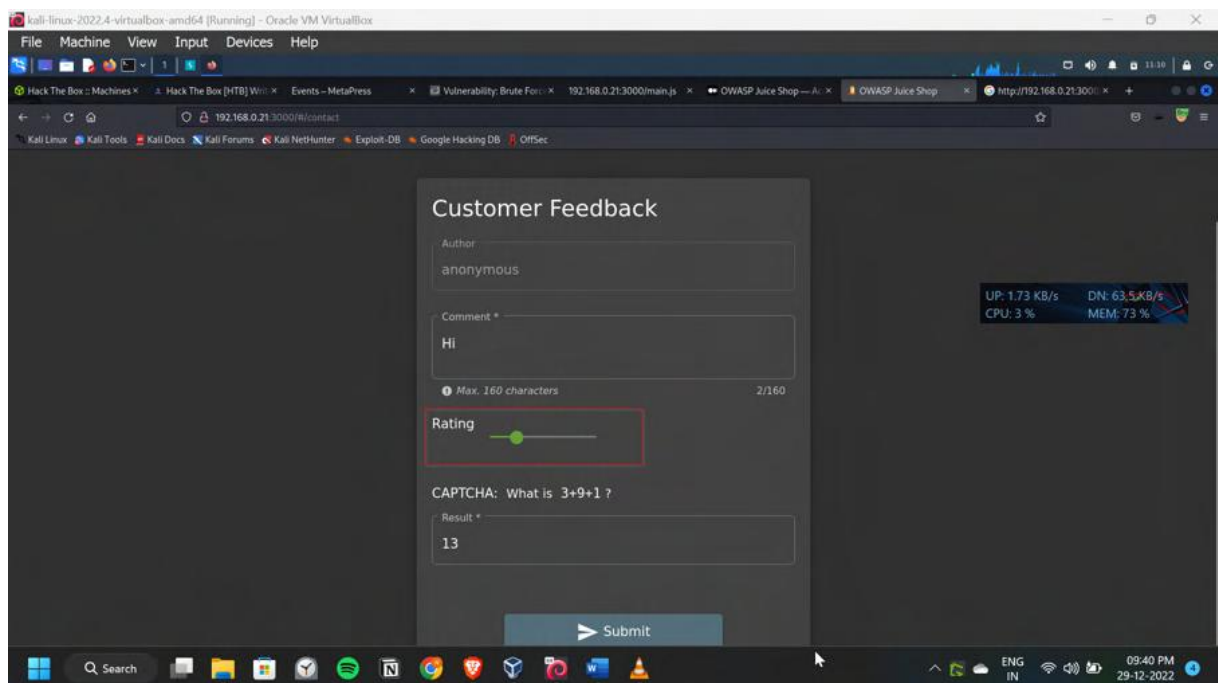 kali-linux-2022.4-virtualbox-amd64 [Running] - Oracle VM VirtualBox
File Machine View Input Devices Help
1 11:10
Hack The Box :: Machines Hack The Box [HTB] Events – MetaPress Vulnerability: Brute 192.168.0.21:3000/main.js OWASP Juice Shop OWASP Juice Shop http://192.168.0.21:300
192.168.0.21:3000/#/contact
Kali Linux Kali Tools Kali Docs Kali Forums Kali NetHunter Exploit-DB Google Hacking DB OffSec
Customer Feedback
Author
anonymous
UP: 1.73 KB/s DN: 63.5 KB/s
CPU: 3 % MEM: 73 %
Comment *
Hi
Max. 160 characters 2/160
Rating
CAPTCHA: What is 3+9+1 ?
Result *
13
Submit
Search ENG IN 09:40 PM 29-12-2022 4